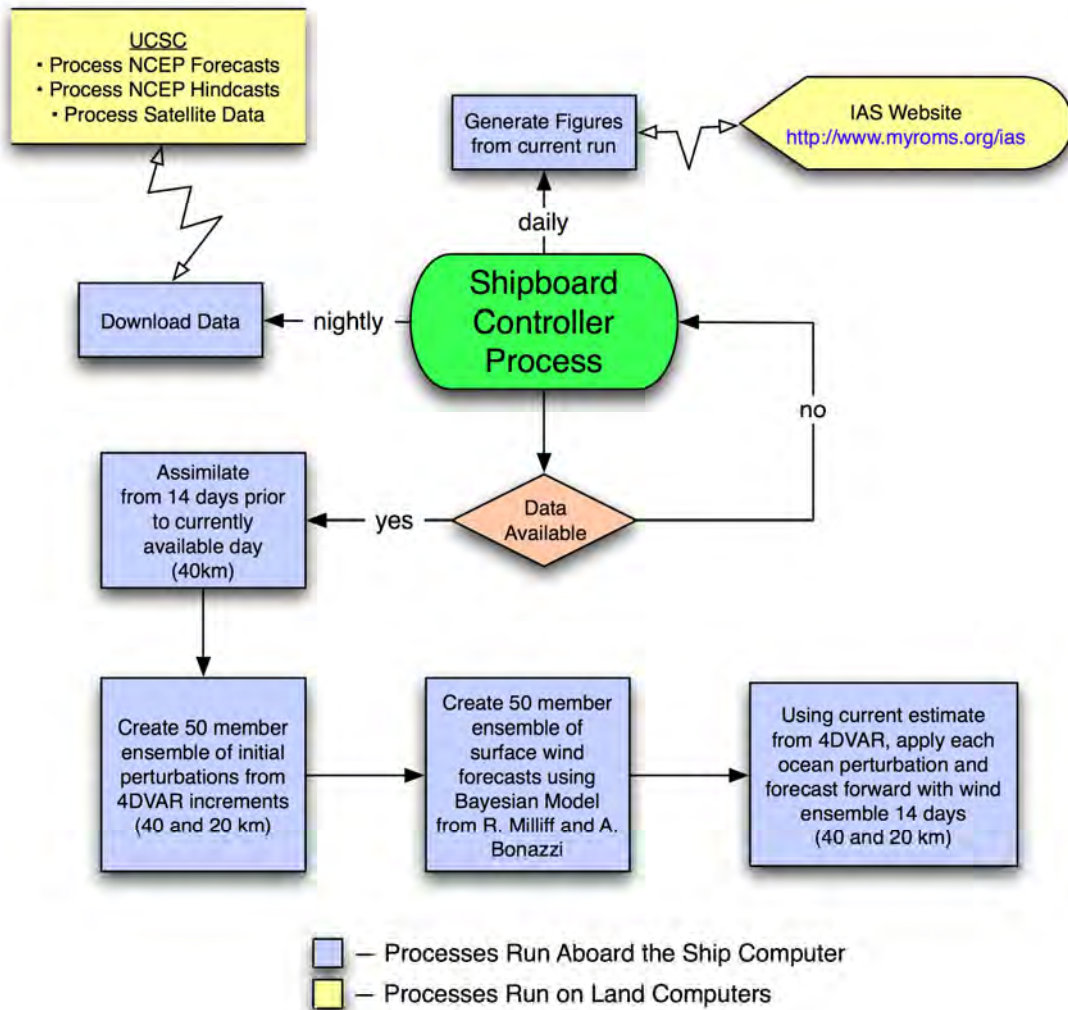 UCSC
• Process NCEP Forecasts
• Process NCEP Hindcasts
• Process Satellite Data
Generate Figures
from current run
IAS Website
http://www.myroms.org/ias
daily
Shipboard
Controller
Process
Download Data
nightly
no
Assimilate
from 14 days prior
to currently
available day
(40km)
yes
Data
Available
Create 50 member
ensemble of initial
perturbations from
4DVAR increments
(40 and 20 km)
Create 50 member
ensemble of
surface wind
forecasts using
Bayesian Model
from R. Milliff and A.
Bonazzi
Using current estimate
from 4DVAR, apply each
ocean perturbation and
forecast forward with wind
ensemble 14 days
(40 and 20 km)
– Processes Run Aboard the Ship Computer
– Processes Run on Land Computers